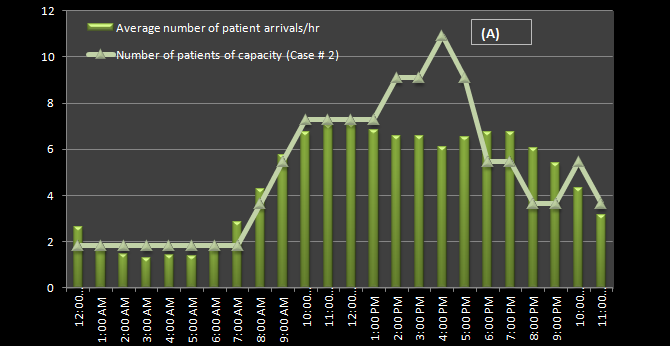 12
10
8
6
4
2
0
Average number of patient arrivals/hr
Number of patients of capacity (Case # 2)
(A)
12:00...
1:00 AM
2:00 AM
3:00 AM
4:00 AM
5:00 AM
6:00 AM
7:00 AM
8:00 AM
9:00 AM
10:00...
11:00...
12:00...
1:00 PM
2:00 PM
3:00 PM
4:00 PM
5:00 PM
6:00 PM
7:00 PM
8:00 PM
9:00 PM
10:00...
11:00...